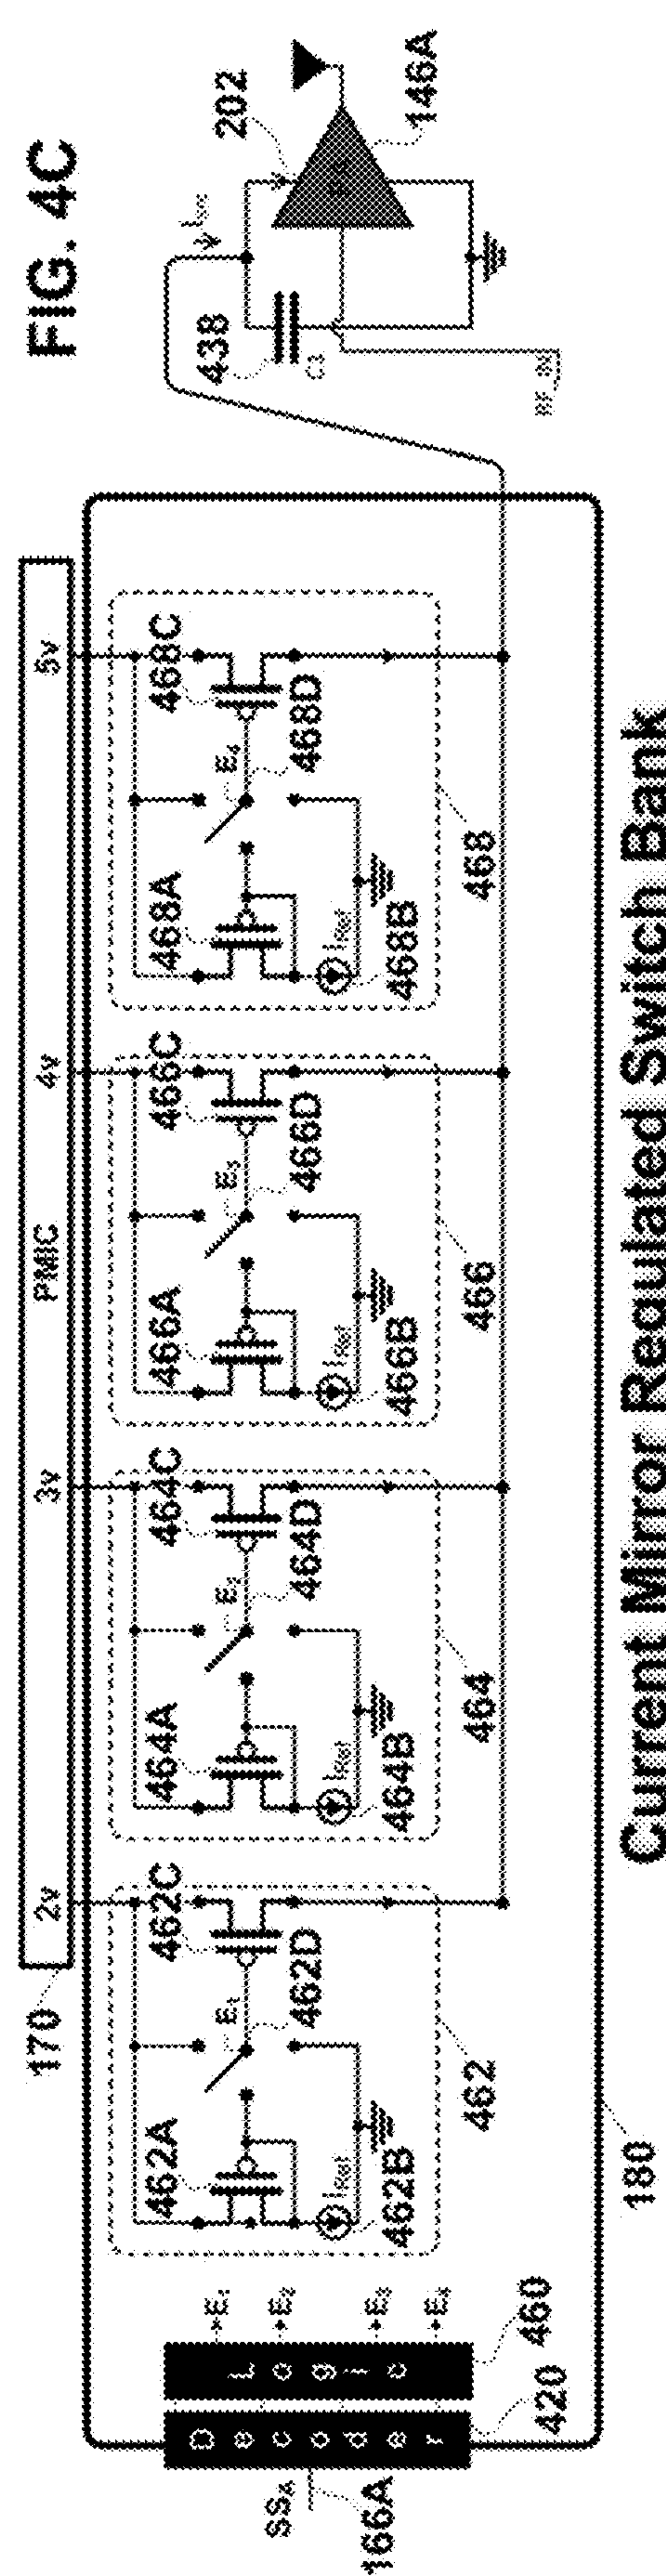 FIG. 4C
170
2v
3v
PMIC
4v
5v
SSA
166A
Decoder
420
Logic
460
E1
E2
E3
E4
462A
462B
IRef
E1
462C
462D
462
464A
464B
IRef
E2
464C
464D
464
466A
466B
IRef
E3
466C
466D
466
468A
468B
IRef
E4
468C
468D
468
180
438
C3
202
146A
Current Mirror Regulated Switch Bank